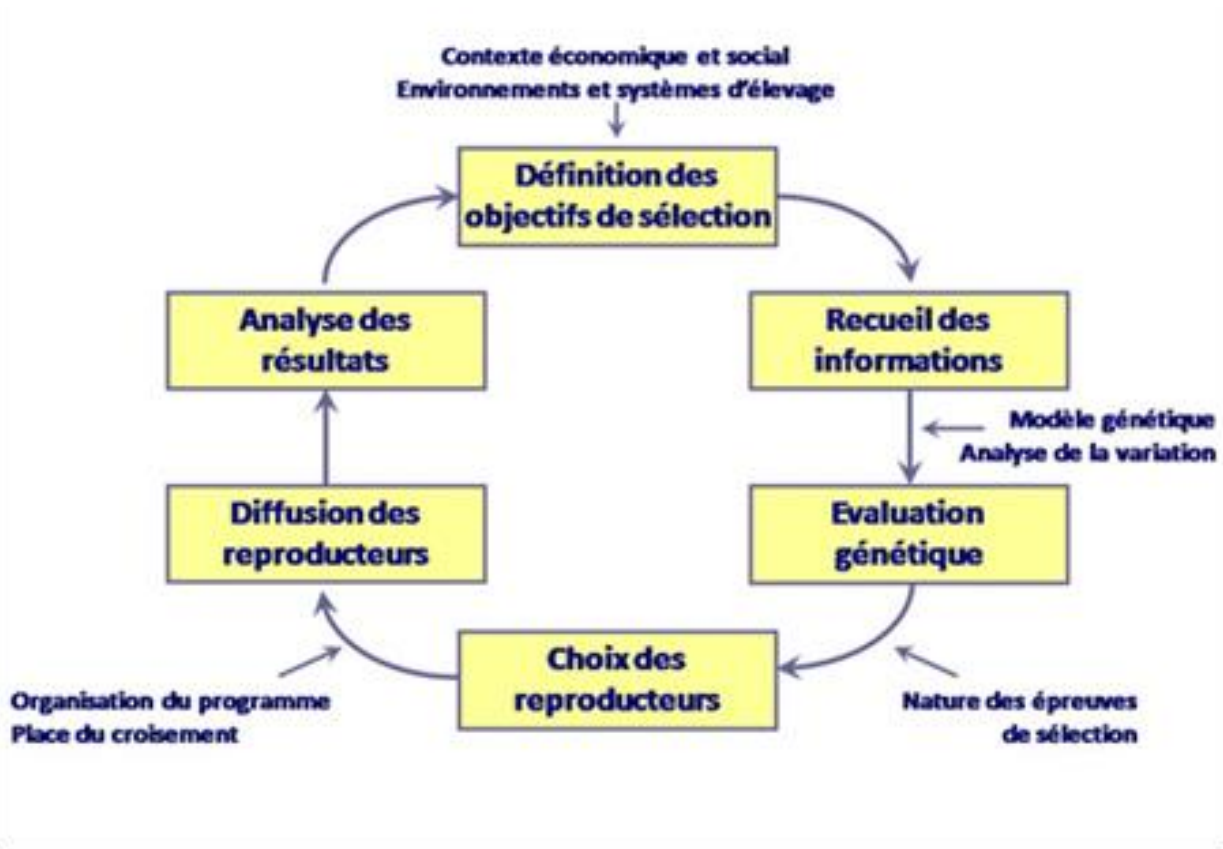 Contexte économique et social
Environnements et systèmes d'élevage
Définition des
objectifs de sélection
Analyse des
résultats
Recueil des
informations
Modèle génétique
Analyse de la variation
Diffusion des
reproducteurs
Evaluation
génétique
Choix des
reproducteurs
Organisation du programme
Place du croisement
Nature des épreuves
de sélection